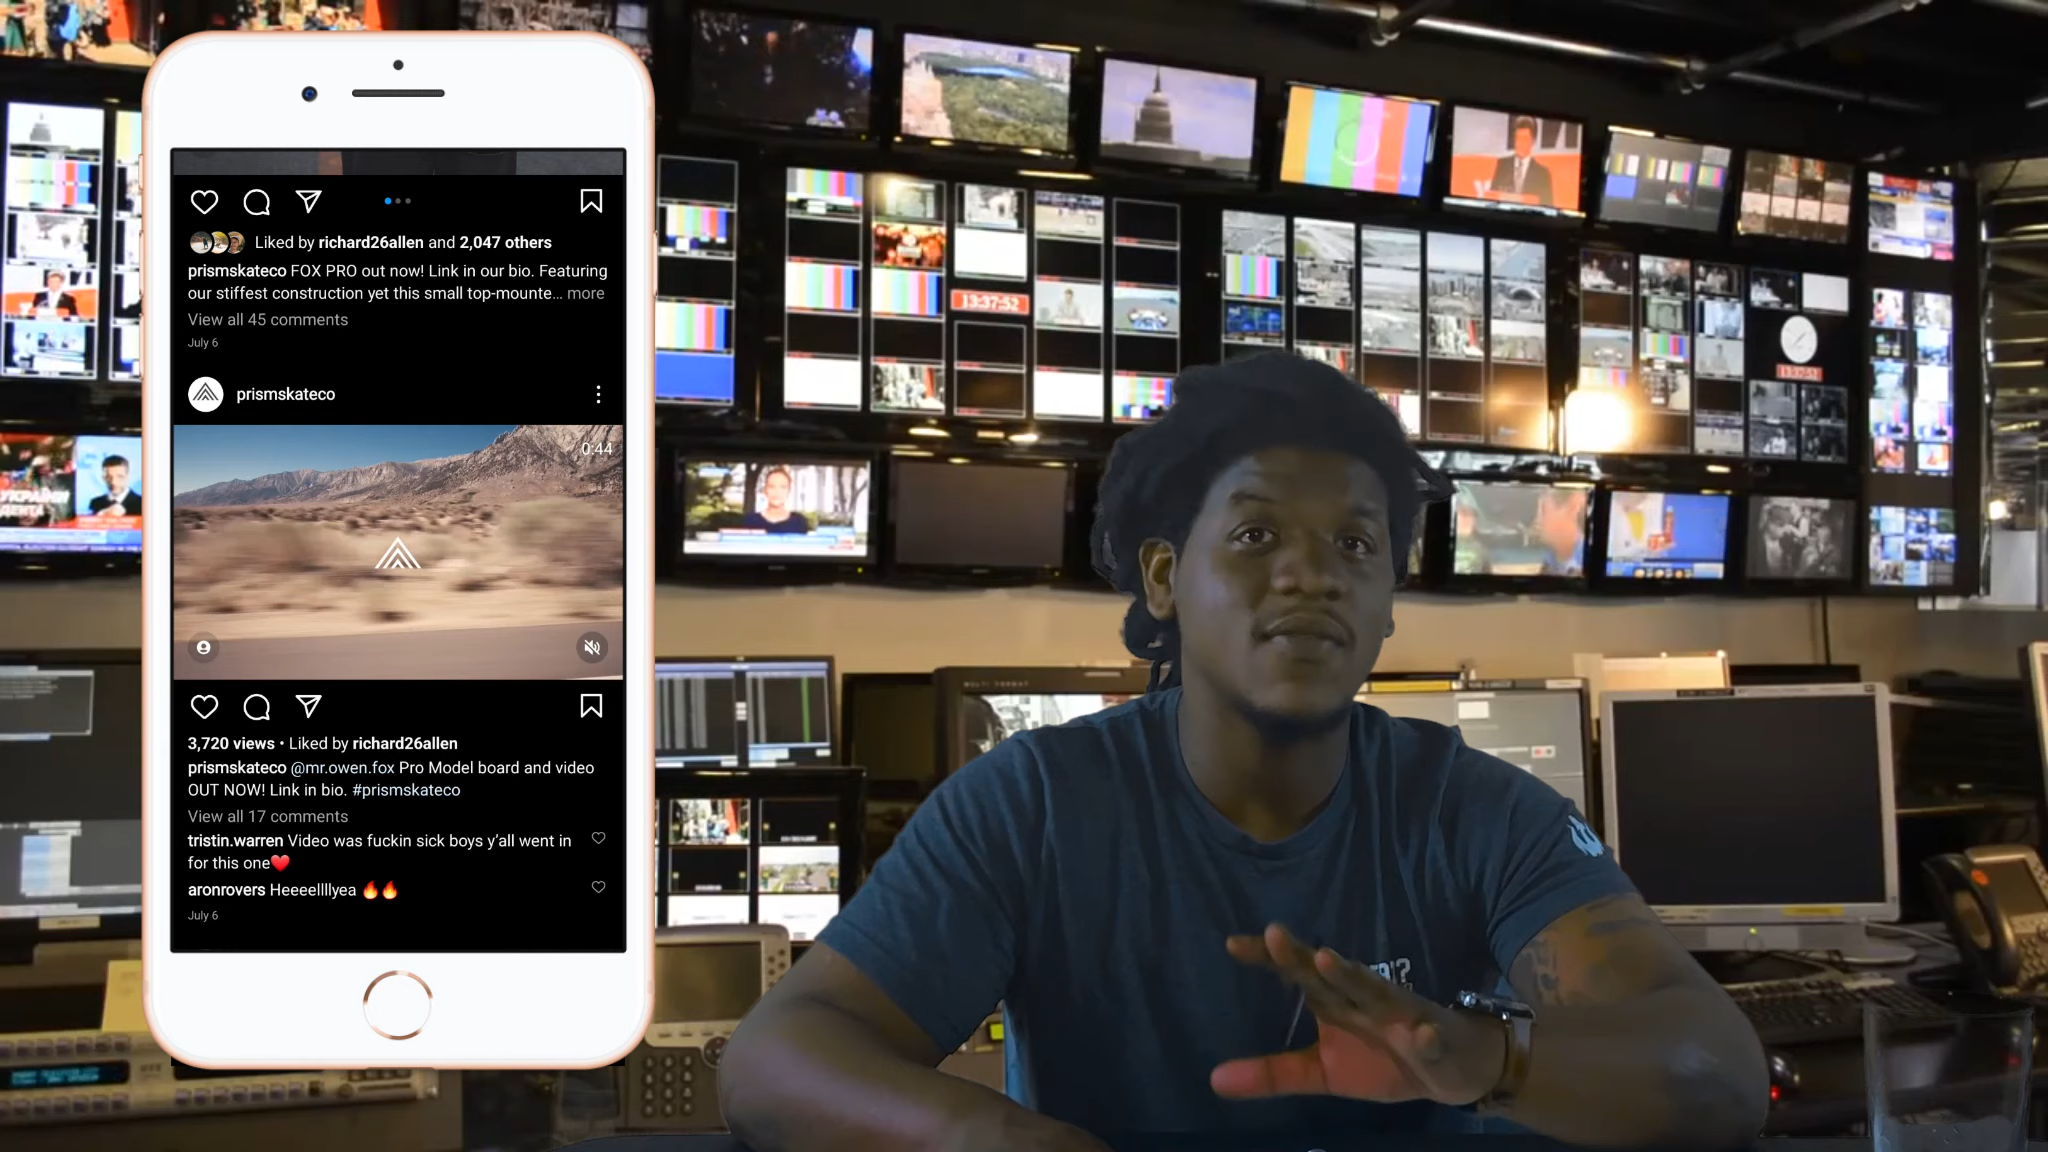 Liked by richard26allen and 2,047 others
prismskateco FOX PRO out now! Link in our bio. Featuring
our stiffest construction yet this small top-mounte... more
View all 45 comments
July 6
prismskateco
0:44
3,720 views • Liked by richard26allen
prismskateco @mr.owen.fox Pro Model board and video
OUT NOW! Link in bio. #prismskateco
View all 17 comments
tristin.warren Video was fuckin sick boys y'all went in
for this one❤️
aronrovers Heeeellllyea 🔥🔥
July 6
13:37:52
MULTI FORMAT